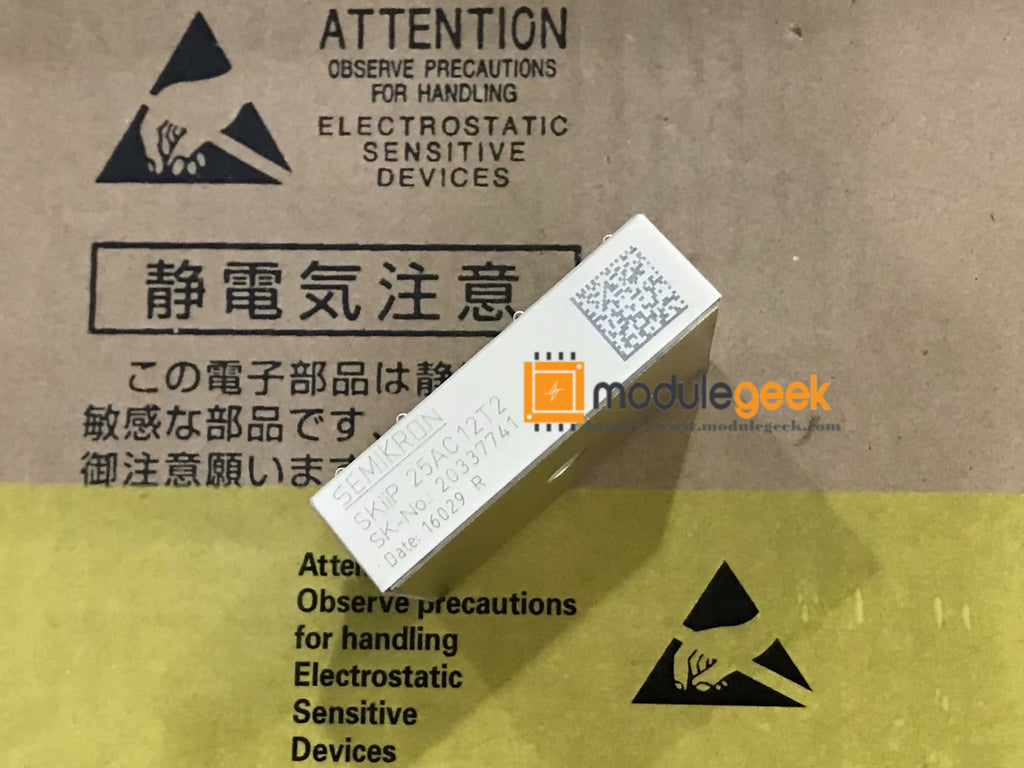 ATTENTION
OBSERVE PRECAUTIONS
FOR HANDLING
ELECTROSTATIC
SENSITIVE
DEVICES
静電気注意
この電子部品は静
敏感な部品です、
御注意願いま
SEMIKRON
SKiiP 25AC12T2
SK-No.: 20337741
Date: 16029 R
modulegeek
https://www.modulegeek.com
Atte
Observe precautions
for handling
Electrostatic
Sensitive
Devices